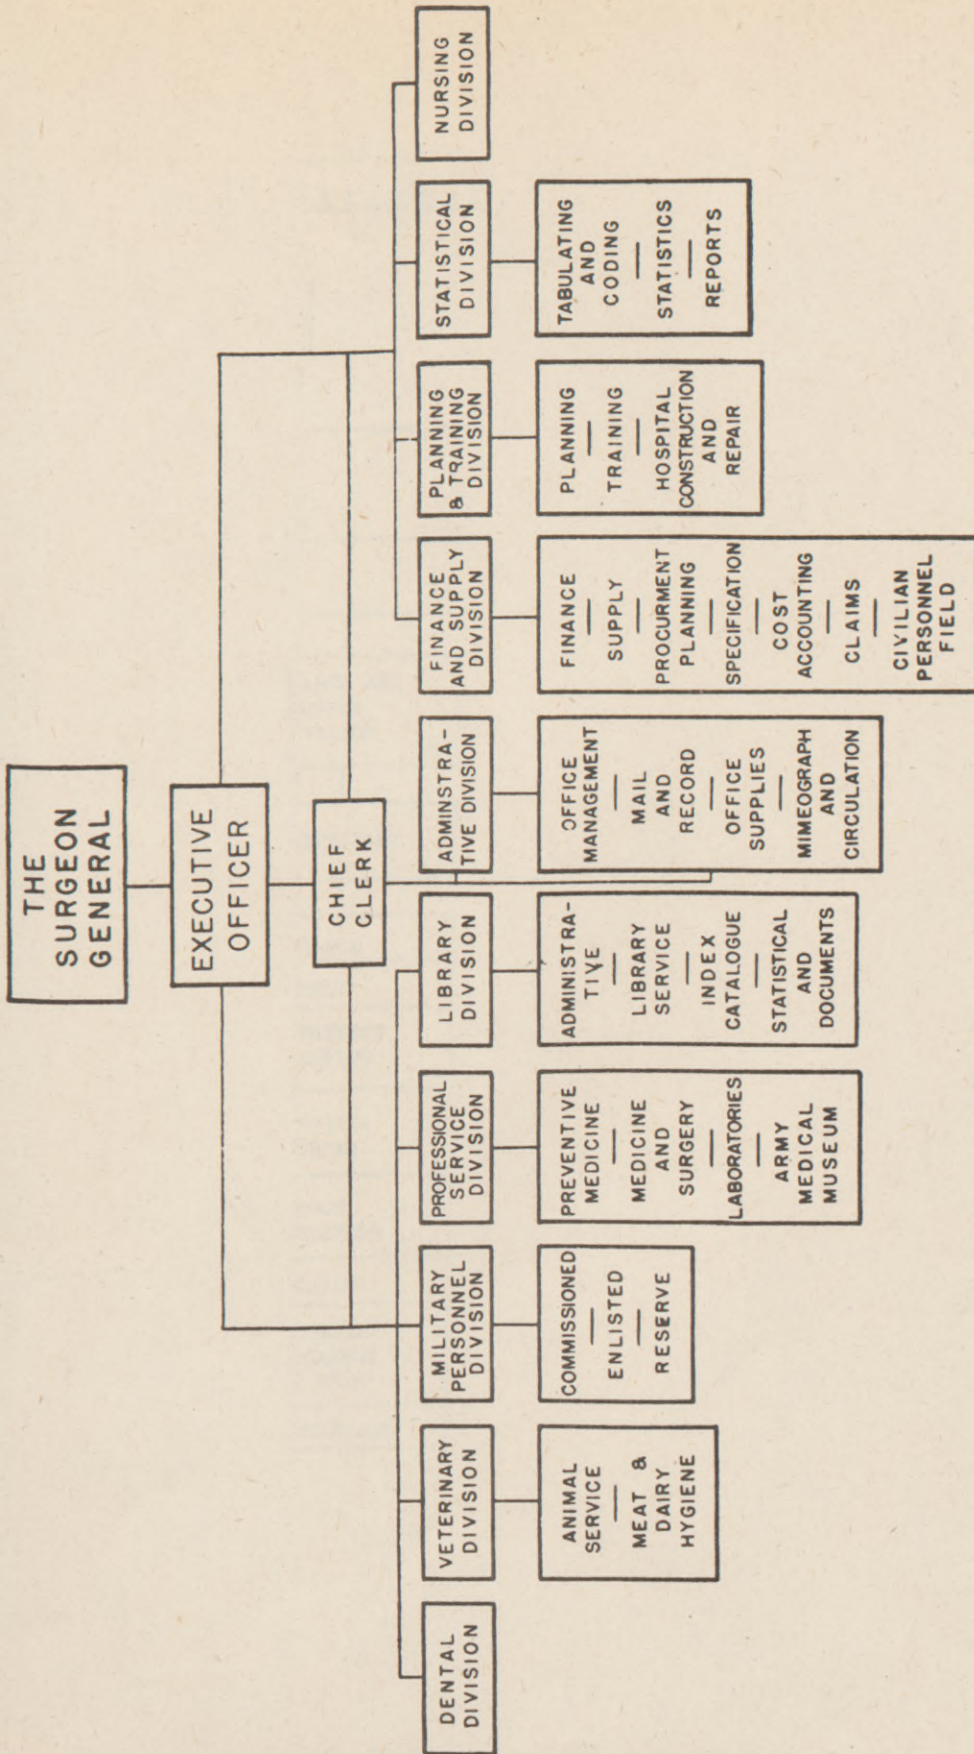 THE
SURGEON
GENERAL
EXECUTIVE
OFFICER
CHIEF
CLERK
DENTAL
DIVISION
VETERINARY
DIVISION
MILITARY
PERSONNEL
DIVISION
PROFESSIONAL
SERVICE
DIVISION
LIBRARY
DIVISION
ADMINSTRA-
TIVE DIVISION
FINANCE
AND SUPPLY
DIVISION
PLANNING
& TRAINING
DIVISION
STATISTICAL
DIVISION
NURSING
DIVISION
ANIMAL
SERVICE
MEAT &
DAIRY
HYGIENE
COMMISSIONED
ENLISTED
RESERVE
PREVENTIVE
MEDICINE
MEDICINE
AND
SURGERY
LABORATORIES
ARMY
MEDICAL
MUSEUM
ADMINISTRA-
TIVE
LIBRARY
SERVICE
INDEX
CATALOGUE
STATISTICAL
AND
DOCUMENTS
OFFICE
MANAGEMENT
MAIL
AND
RECORD
OFFICE
SUPPLIES
MIMEOGRAPH
AND
CIRCULATION
FINANCE
SUPPLY
PROCURMENT
PLANNING
SPECIFICATION
COST
ACCOUNTING
CLAIMS
CIVILIAN
PERSONNEL
FIELD
PLANNING
TRAINING
HOSPITAL
CONSTRUCTION
AND
REPAIR
TABULATING
AND
CODING
STATISTICS
REPORTS